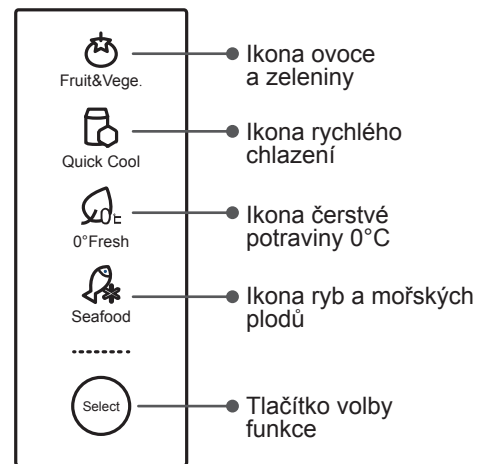 Fruit&Vege.
Ikona ovoce
a zeleniny
Quick Cool
Ikona rychlého
chlazení
0°Fresh
Ikona čerstvé
potraviny 0°C
Seafood
Ikona ryb a mořských
plodů
Select
Tlačítko volby
funkce